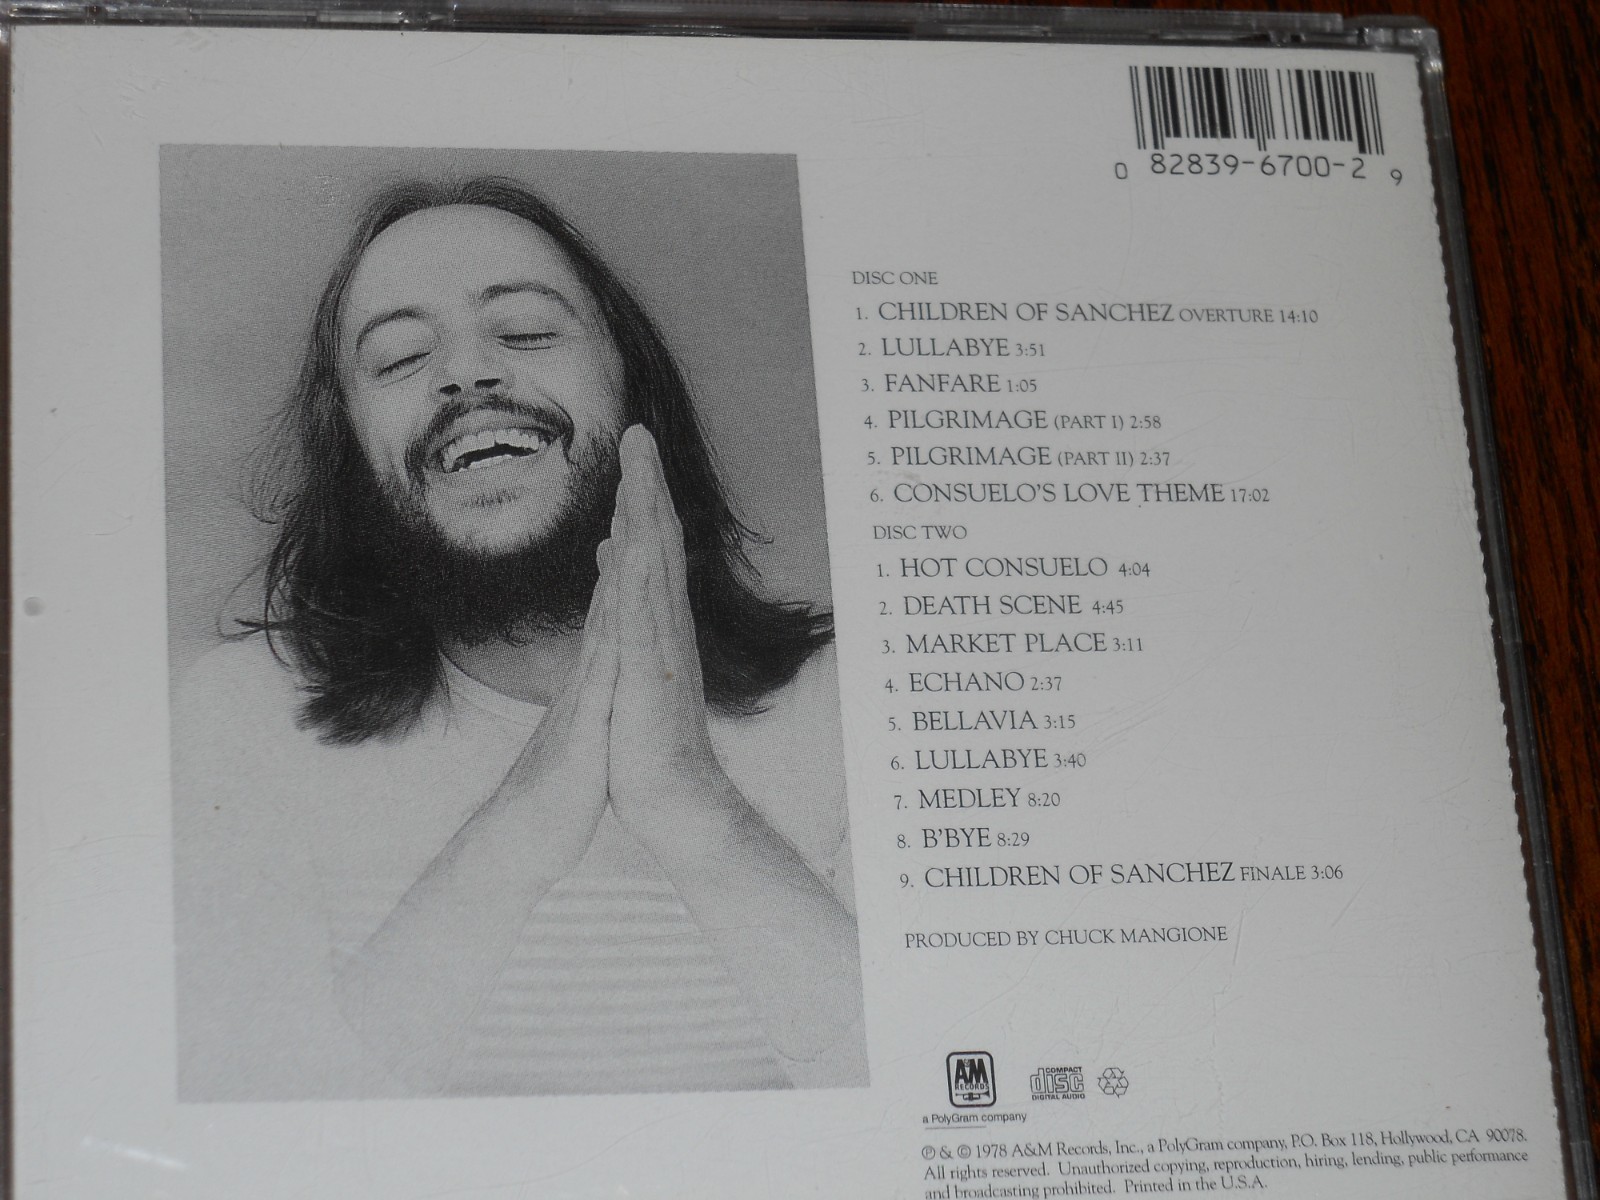 0 82839-6700-2 9
DISC ONE
1. CHILDREN OF SANCHEZ OVERTURE 14:10
2. LULLABYE 3:51
3. FANFARE 1:05
4. PILGRIMAGE (PART I) 2:58
5. PILGRIMAGE (PART II) 2:37
6. CONSUELO'S LOVE THEME 17:02
DISC TWO
1. HOT CONSUELO 4:04
2. DEATH SCENE 4:45
3. MARKET PLACE 3:11
4. ECHANO 2:37
5. BELLAVIA 3:15
6. LULLABYE 3:40
7. MEDLEY 8:20
8. B'BYE 8:29
9. CHILDREN OF SANCHEZ FINALE 3:06
PRODUCED BY CHUCK MANGIONE
A&M
RECORDS
COMPACT
disc
DIGITAL AUDIO
a PolyGram company
℗ & © 1978 A&M Records, Inc., a PolyGram company, P.O. Box 118, Hollywood, CA 90078.
All rights reserved. Unauthorized copying, reproduction, hiring, lending, public performance
and broadcasting prohibited. Printed in the U.S.A.